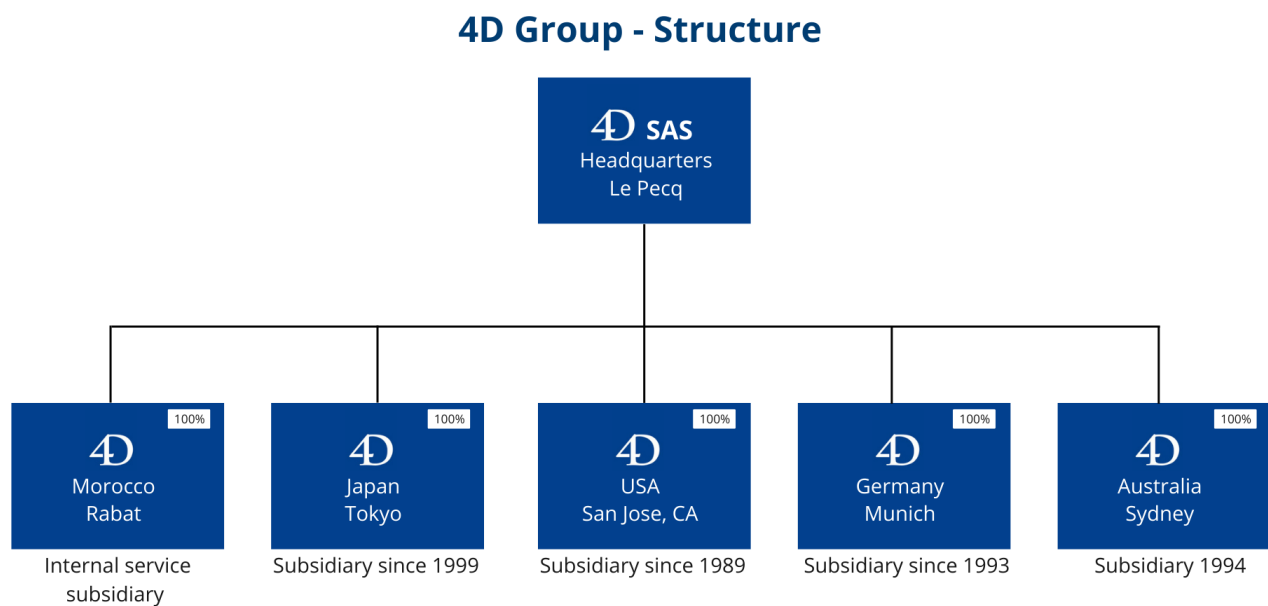 4D Group - Structure
4D SAS
Headquarters
Le Pecq
100%
4D
Morocco
Rabat
Internal service
subsidiary
100%
4D
Japan
Tokyo
Subsidiary since 1999
100%
4D
USA
San Jose, CA
Subsidiary since 1989
100%
4D
Germany
Munich
Subsidiary since 1993
100%
4D
Australia
Sydney
Subsidiary 1994